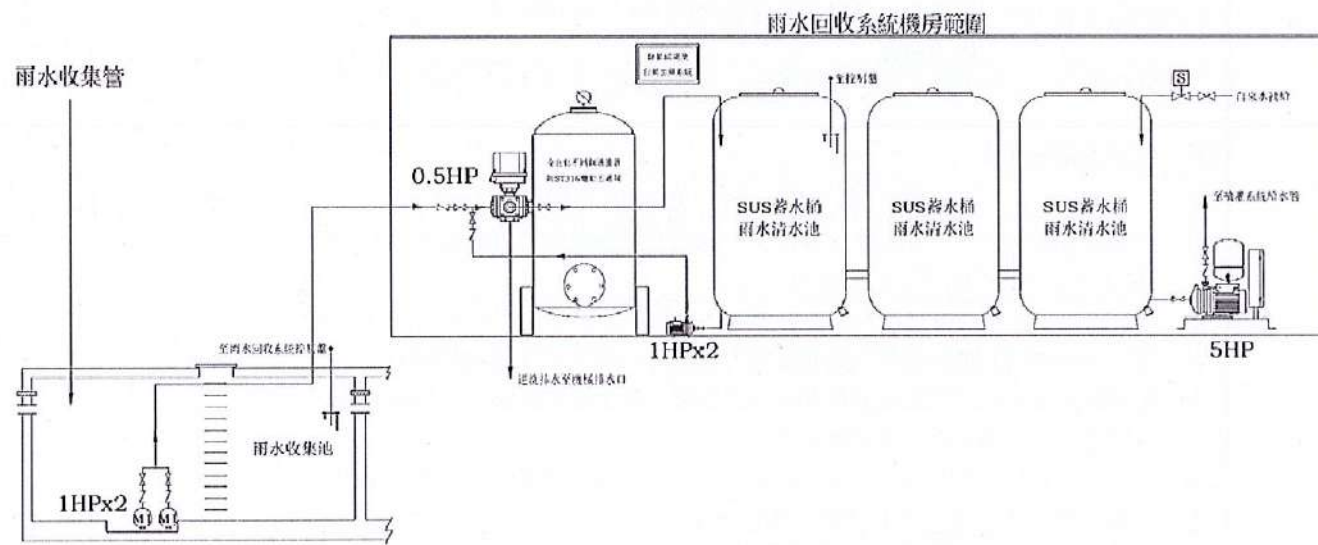 雨水回收系統機房範圍
雨水收集管
至控制盤
S
自來水補給
0.5HP
SUS蓄水桶
雨水清水池
SUS蓄水桶
雨水清水池
SUS蓄水桶
雨水清水池
至噴灌系統給水管
1HPx2
5HP
至雨水回收系統控制盤
逆洗排水至機械排水口
雨水收集池
1HPx2
M
M